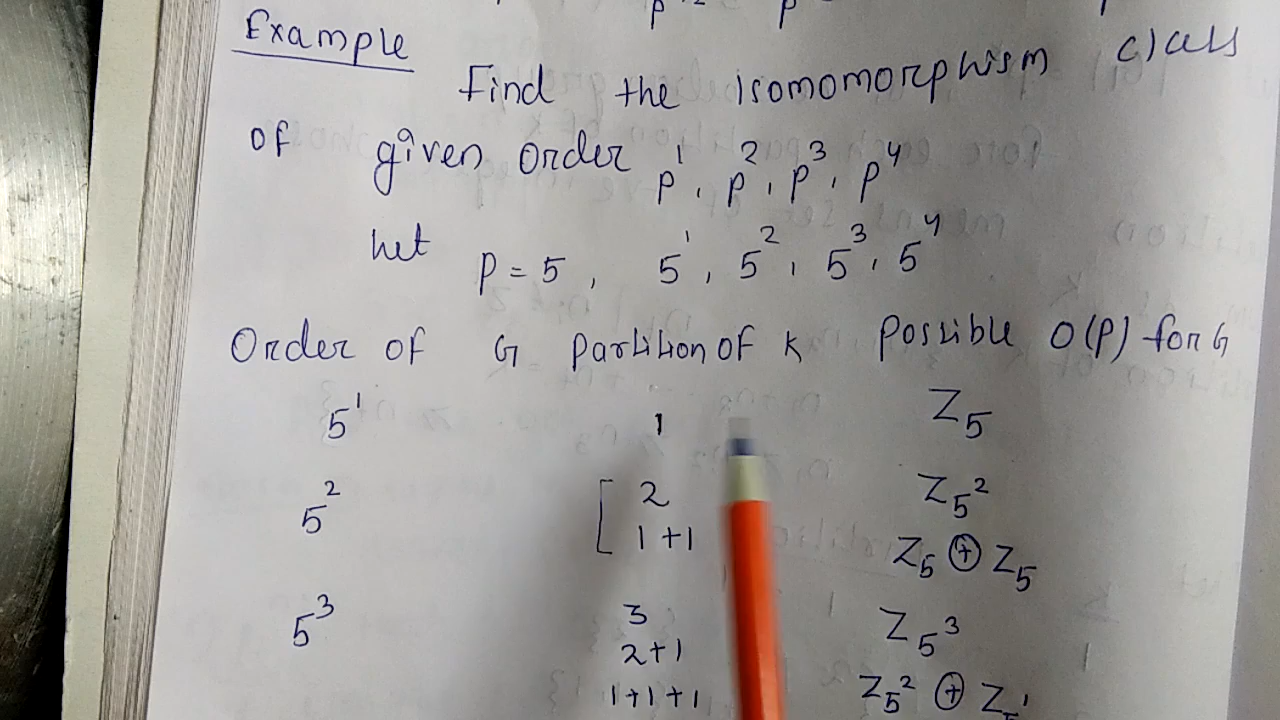 Example
Find the Isomomorphism class
of given order p¹, p², p³, p⁴
Let p = 5, 5¹, 5², 5³, 5⁴
Order of G Partition of K Possible O(P) for G
5¹ 1 Z₅
5² [ 2 Z₅²
1+1 Z₅ ⊕ Z₅
5³ 3 Z₅³
2+1
1+1+1 Z₅² ⊕ Z₅¹